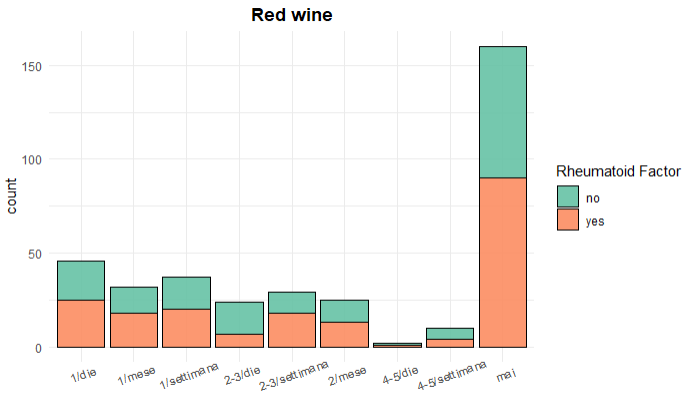 Red wine
count
150
100
50
0
1/die
1/mese
1/settimana
2-3/die
2-3/settimana
2/mese
4-5/die
4-5/settimana
mai
Rheumatoid Factor
no
yes